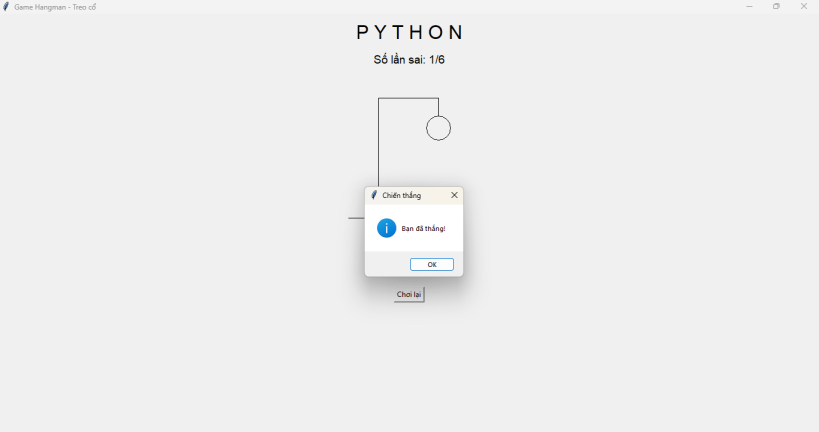 Game Hangman - Treo cổ
P Y T H O N
Số lần sai: 1/6
Chiến thắng
Bạn đã thắng!
OK
Chơi lại